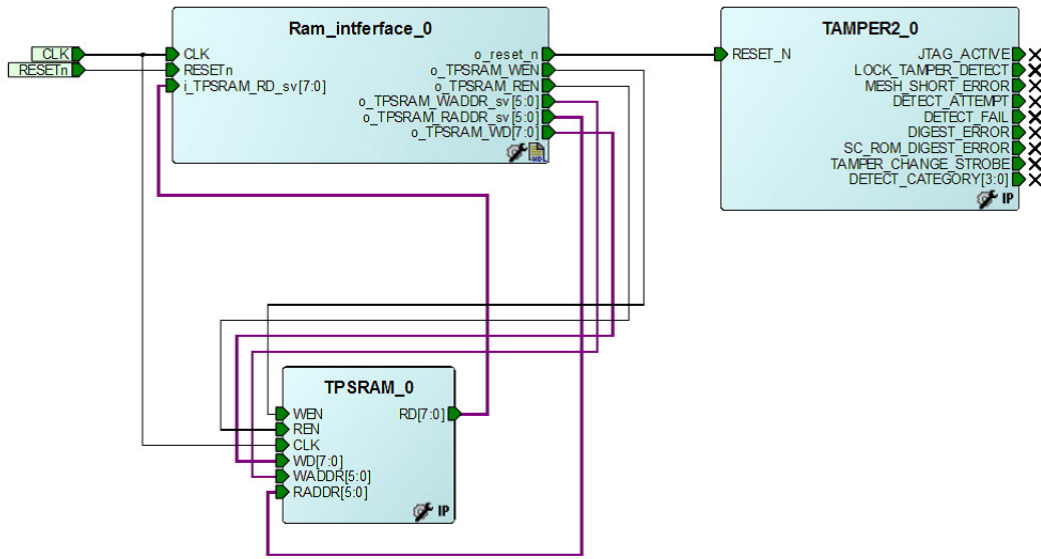 CLK
RESETn
Ram_intferface_0
CLK
RESETn
i_TPSRAM_RD_sv[7:0]
o_reset_n
o_TPSRAM_WEN
o_TPSRAM_REN
o_TPSRAM_WADDR_sv[5:0]
o_TPSRAM_RADDR_sv[5:0]
o_TPSRAM_WD[7:0]
HDL
TAMPER2_0
RESET_N
JTAG_ACTIVE
LOCK_TAMPER_DETECT
MESH_SHORT_ERROR
DETECT_ATTEMPT
DETECT_FAIL
DIGEST_ERROR
SC_ROM_DIGEST_ERROR
TAMPER_CHANGE_STROBE
DETECT_CATEGORY[3:0]
IP
TPSRAM_0
WEN
REN
CLK
WD[7:0]
WADDR[5:0]
RADDR[5:0]
RD[7:0]
IP